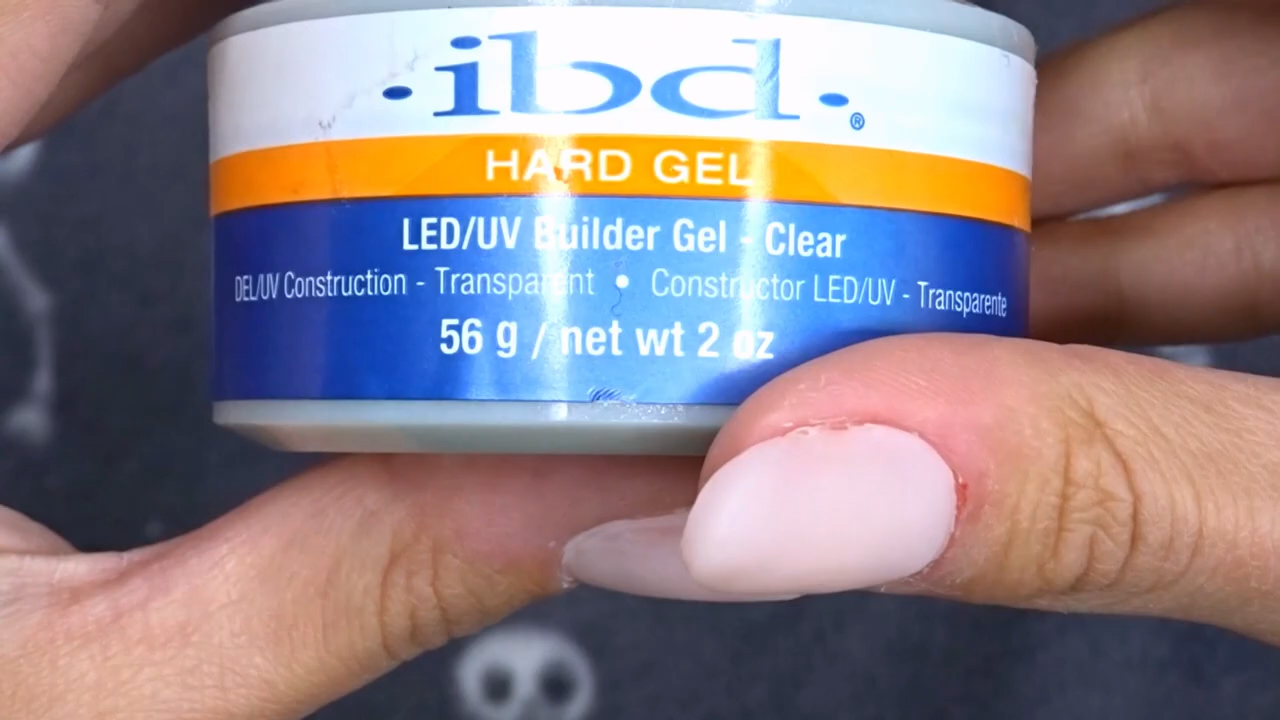 ·ibd·®
HARD GEL
LED/UV Builder Gel - Clear
DEL/UV Construction - Transparent • Constructor LED/UV - Transparente
56 g / net wt 2 oz